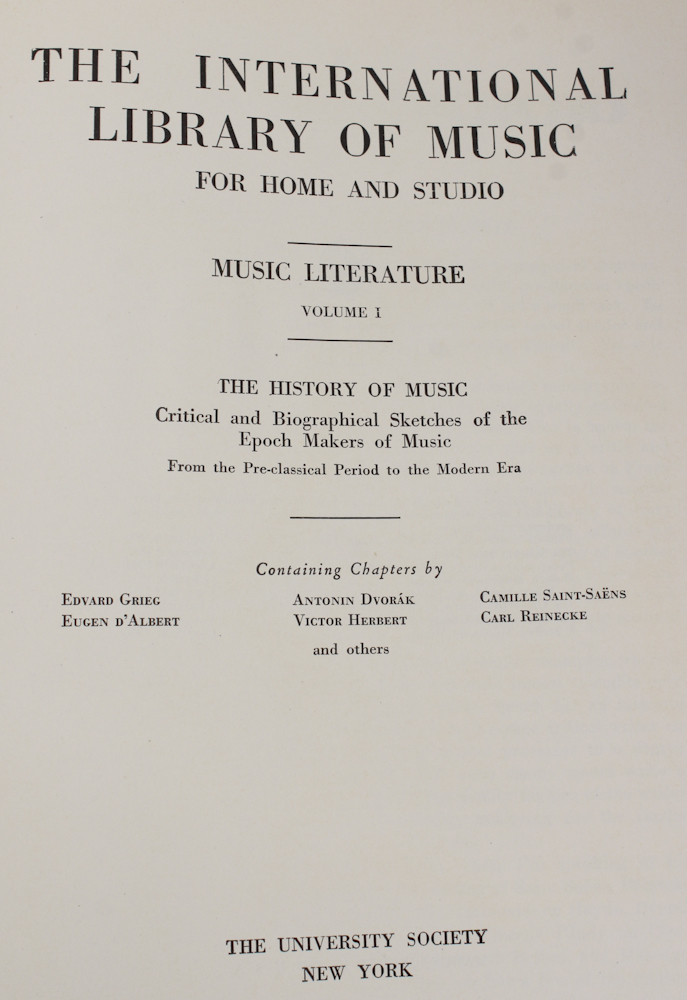 THE INTERNATIONAL
LIBRARY OF MUSIC
FOR HOME AND STUDIO
MUSIC LITERATURE
VOLUME I
THE HISTORY OF MUSIC
Critical and Biographical Sketches of the
Epoch Makers of Music
From the Pre-classical Period to the Modern Era
Containing Chapters by
Edvard Grieg Antonin Dvorák Camille Saint-Saëns
Eugen d'Albert Victor Herbert Carl Reinecke
and others
THE UNIVERSITY SOCIETY
NEW YORK